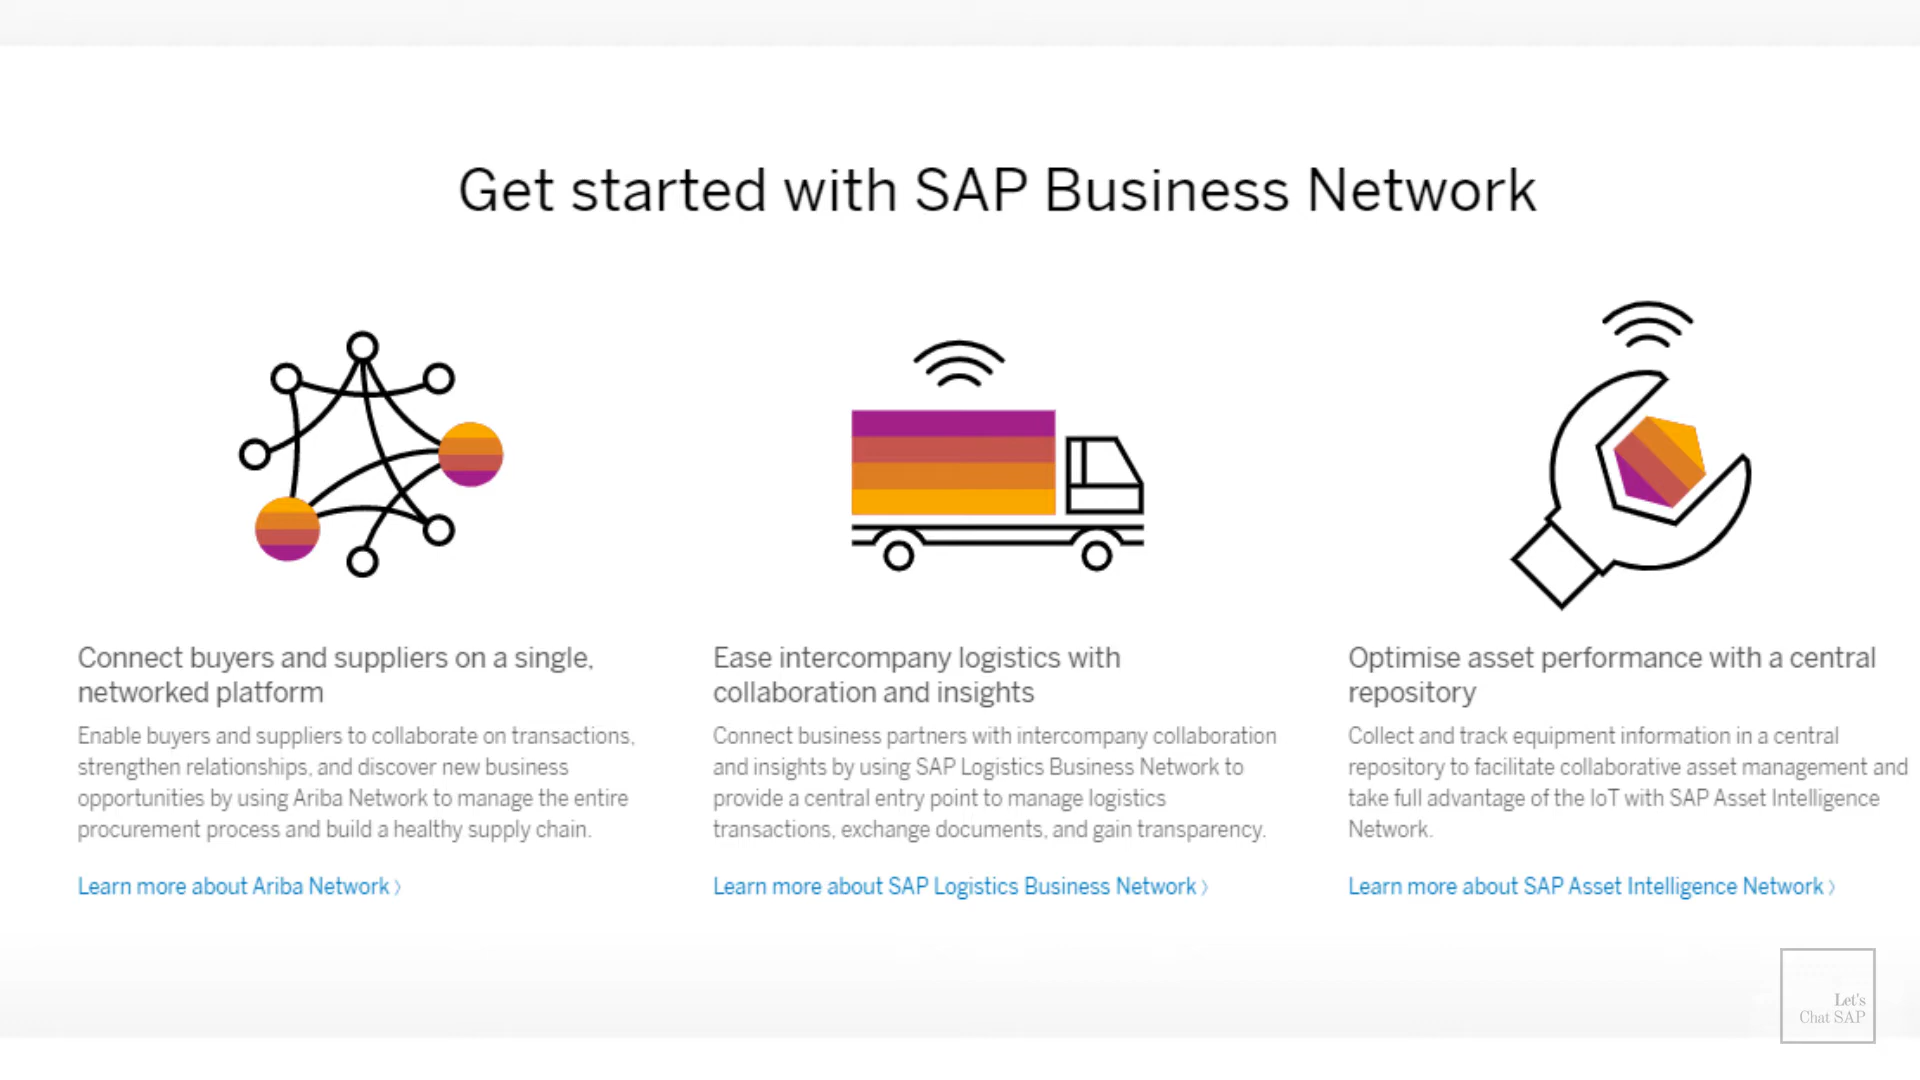 Get started with SAP Business Network
Connect buyers and suppliers on a single,
networked platform
Enable buyers and suppliers to collaborate on transactions,
strengthen relationships, and discover new business
opportunities by using Ariba Network to manage the entire
procurement process and build a healthy supply chain.
Learn more about Ariba Network >
Ease intercompany logistics with
collaboration and insights
Connect business partners with intercompany collaboration
and insights by using SAP Logistics Business Network to
provide a central entry point to manage logistics
transactions, exchange documents, and gain transparency.
Learn more about SAP Logistics Business Network >
Optimise asset performance with a central
repository
Collect and track equipment information in a central
repository to facilitate collaborative asset management and
take full advantage of the IoT with SAP Asset Intelligence
Network.
Learn more about SAP Asset Intelligence Network >
Let's
Chat SAP